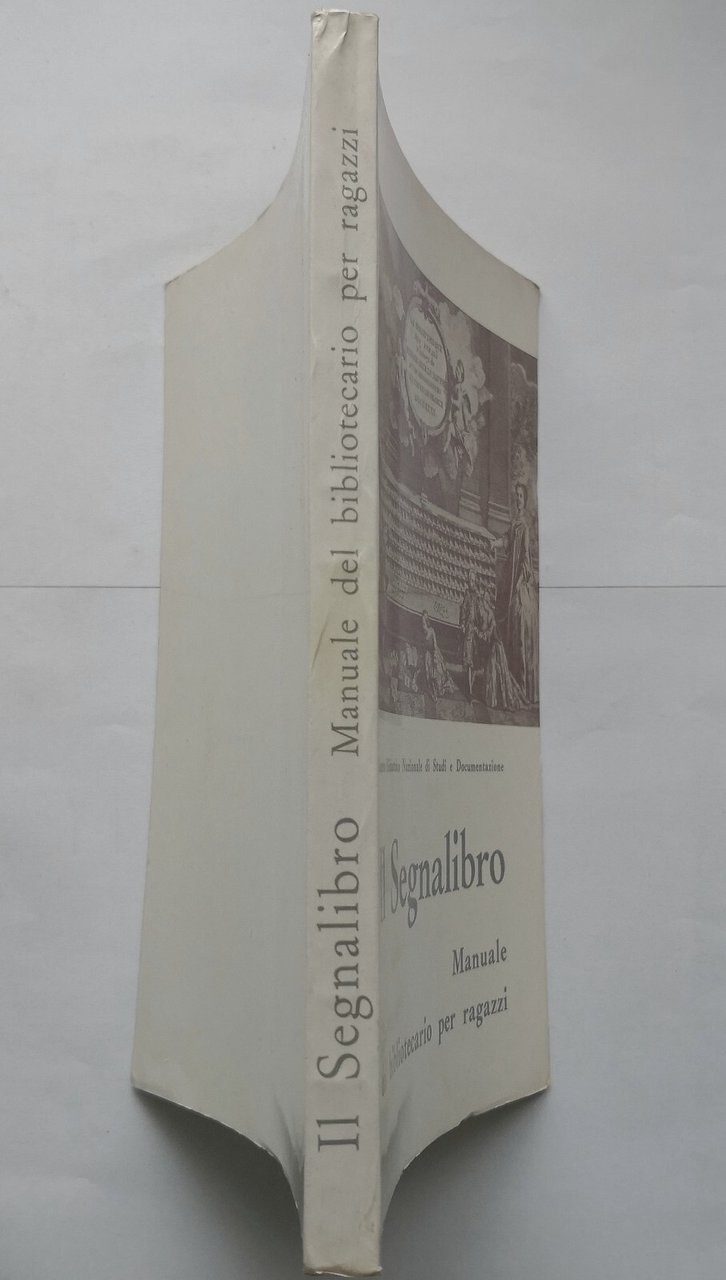 Il Segnalibro Manuale del bibliotecario per ragazzi
Nazionale di Studi e Documentazione
Il Segnalibro
Manuale
bibliotecario per ragazzi